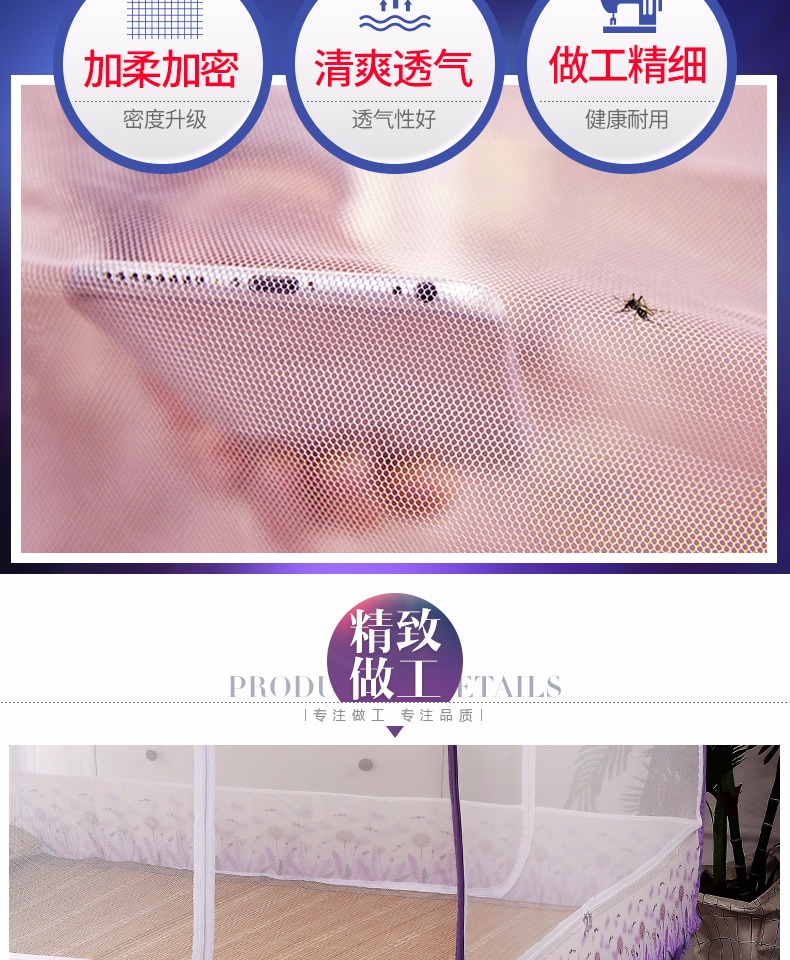 加柔加密
密度升级
清爽透气
透气性好
做工精细
健康耐用
精致
做工
PRODU ETAILS
专注做工 专注品质